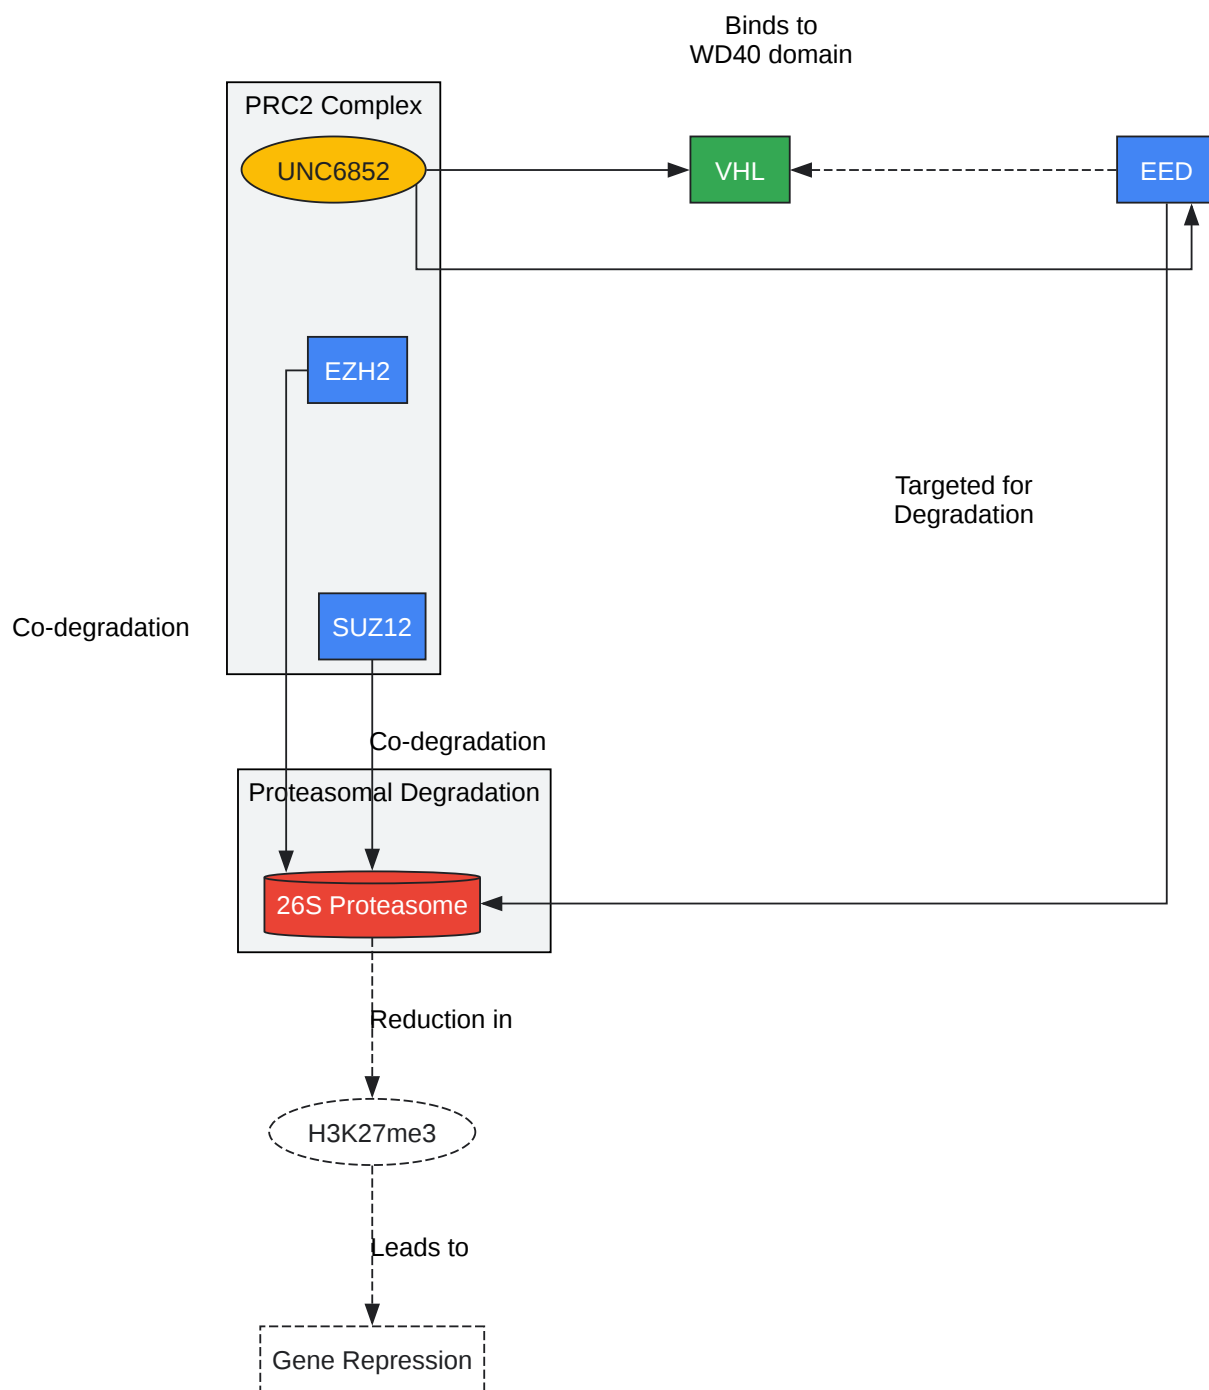 Binds to
WD40 domain
PRC2 Complex
UNC6852
VHL
EED
EZH2
Targeted for
Degradation
Co-degradation
SUZ12
Co-degradation
Proteasomal Degradation
26S Proteasome
Reduction in
H3K27me3
Leads to
Gene Repression